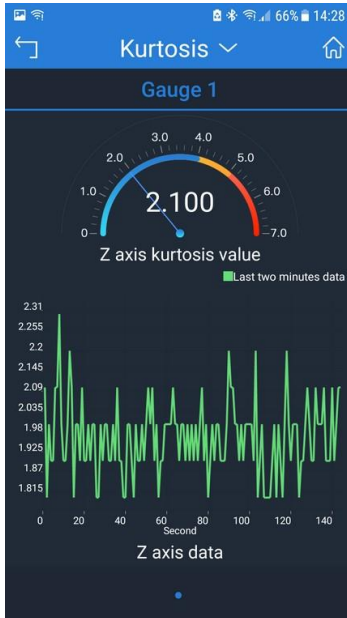 66% 14:28
Kurtosis
Gauge 1
3.0 4.0
2.0 5.0
1.0 6.0
2.100
0 7.0
Z axis kurtosis value
Last two minutes data
2.31
2.255
2.2
2.145
2.09
2.035
1.98
1.925
1.87
1.815
0 20 40 60 80 100 120 140
Second
Z axis data